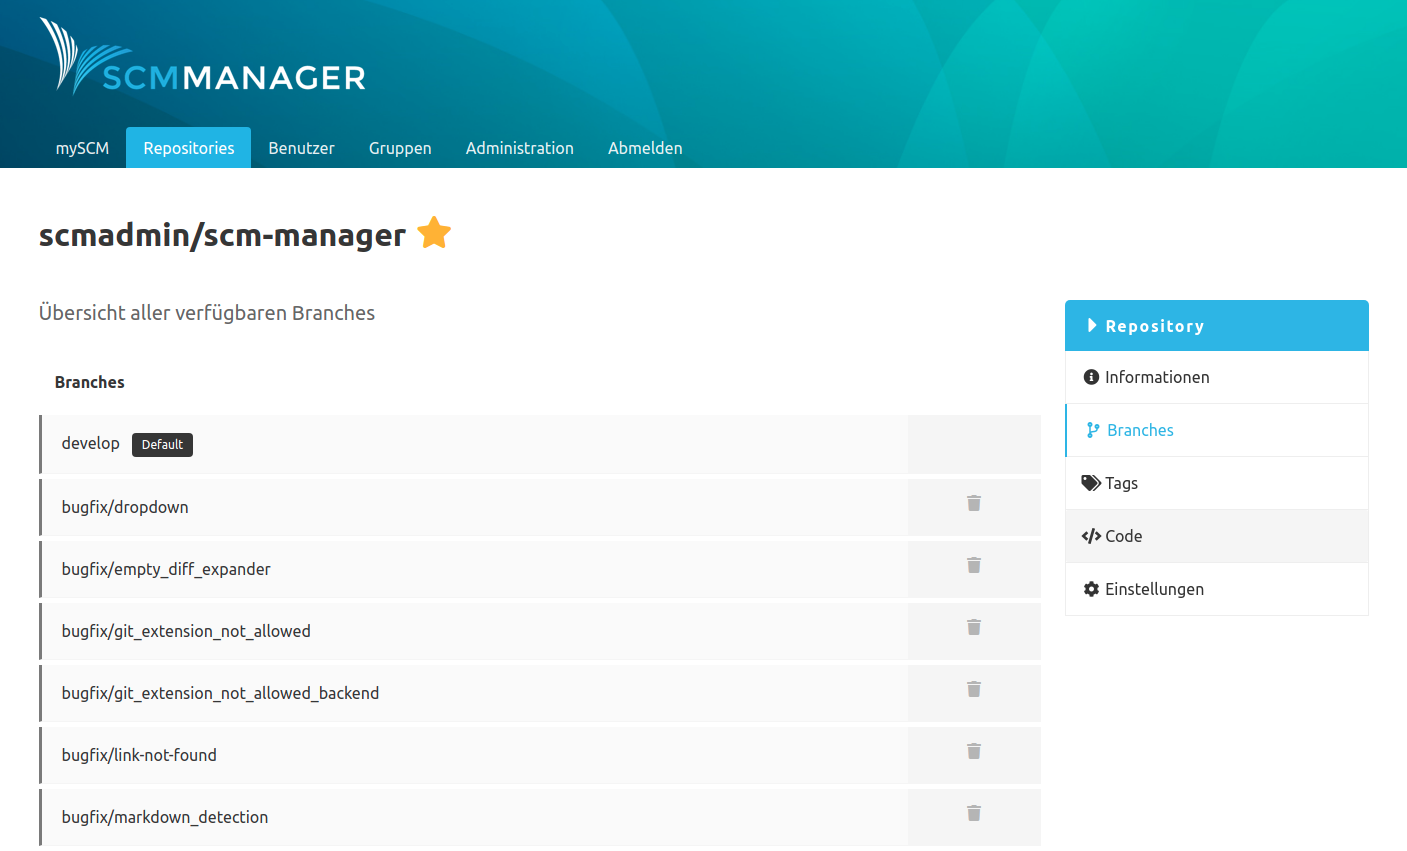 SCMMANAGER
mySCM Repositories Benutzer Gruppen Administration Abmelden
scmadmin/scm-manager
Übersicht aller verfügbaren Branches
Branches
develop Default
bugfix/dropdown
bugfix/empty_diff_expander
bugfix/git_extension_not_allowed
bugfix/git_extension_not_allowed_backend
bugfix/link-not-found
bugfix/markdown_detection
Repository
Informationen
Branches
Tags
Code
Einstellungen